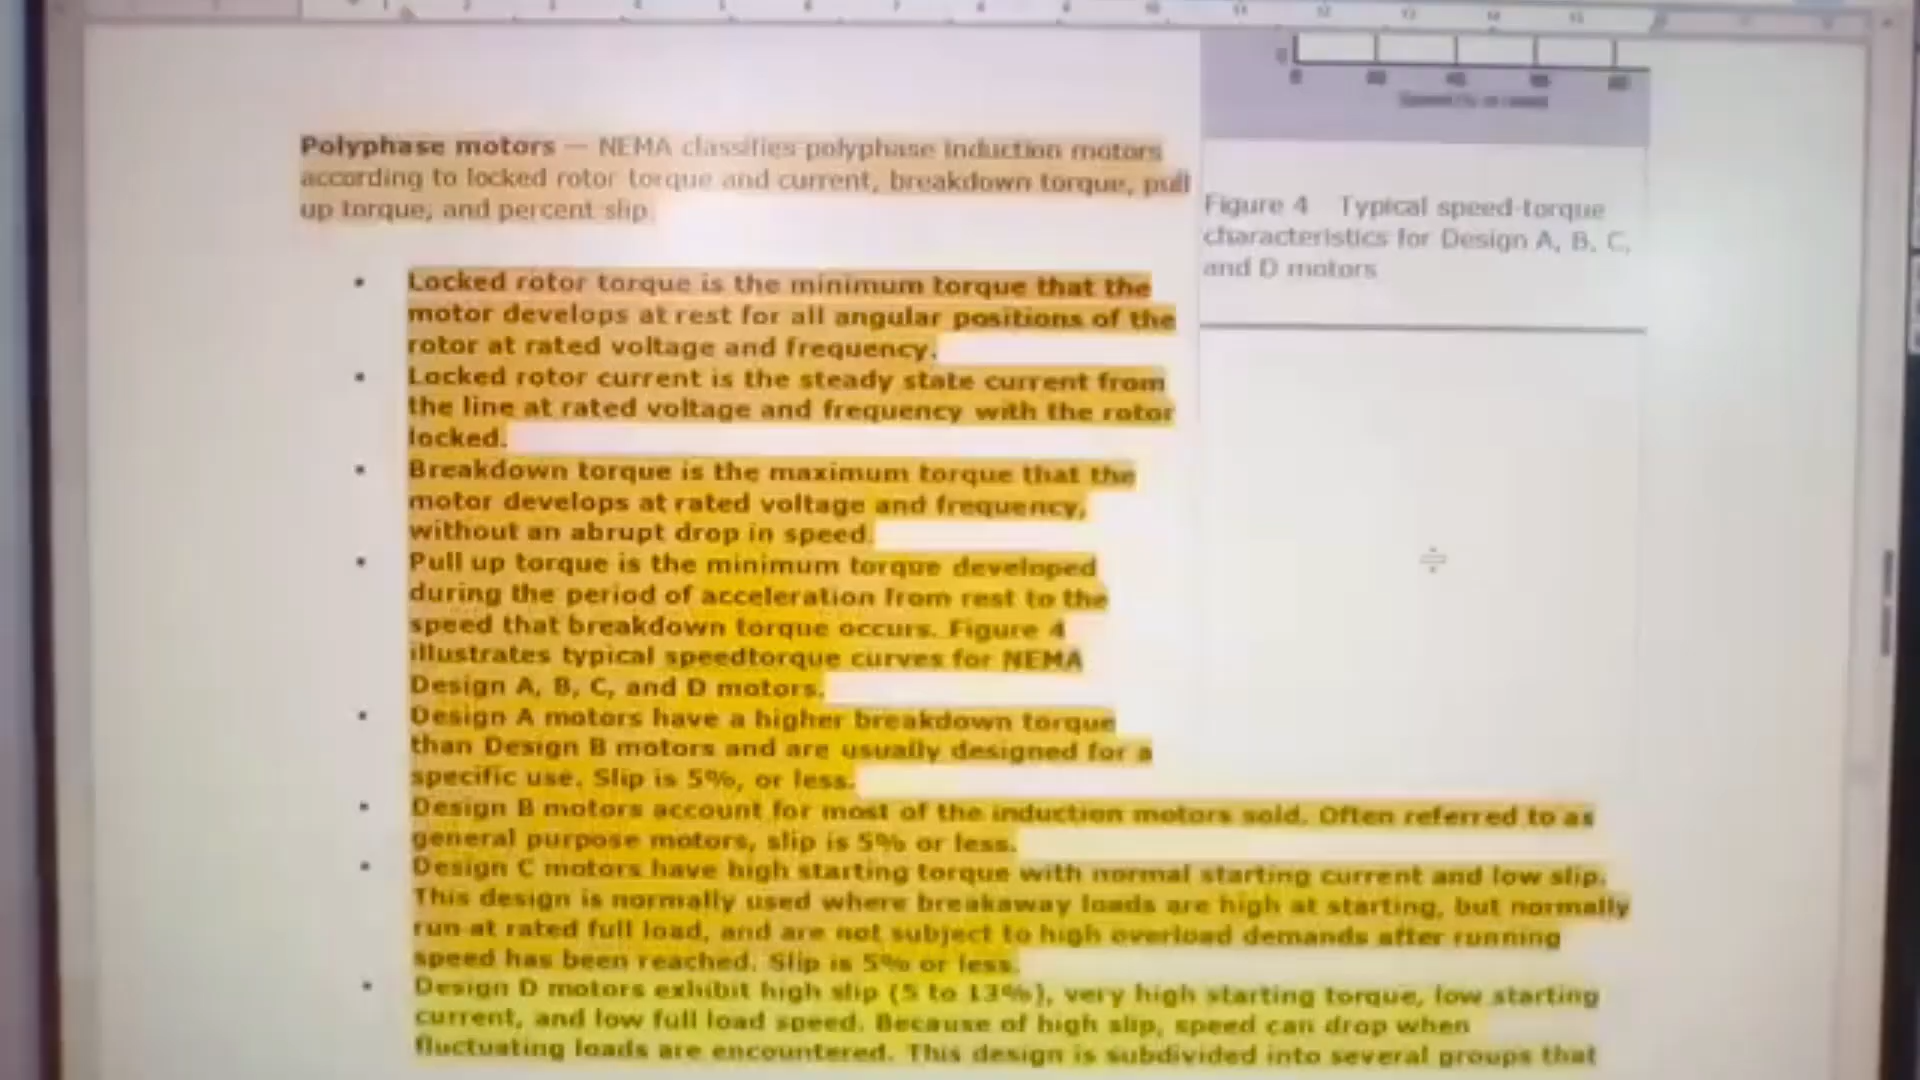 Polyphase motors — NEMA classifies polyphase induction motors
according to locked rotor torque and current, breakdown torque, pull
up torque, and percent slip.
Figure 4 Typical speed-torque
characteristics for Design A, B, C,
and D motors
• Locked rotor torque is the minimum torque that the
motor develops at rest for all angular positions of the
rotor at rated voltage and frequency.
• Locked rotor current is the steady state current from
the line at rated voltage and frequency with the rotor
locked.
• Breakdown torque is the maximum torque that the
motor develops at rated voltage and frequency,
without an abrupt drop in speed.
• Pull up torque is the minimum torque developed
during the period of acceleration from rest to the
speed that breakdown torque occurs. Figure 4
illustrates typical speedtorque curves for NEMA
Design A, B, C, and D motors.
• Design A motors have a higher breakdown torque
than Design B motors and are usually designed for a
specific use. Slip is 5%, or less.
• Design B motors account for most of the induction motors sold. Often referred to as
general purpose motors, slip is 5% or less.
• Design C motors have high starting torque with normal starting current and low slip.
This design is normally used where breakaway loads are high at starting, but normally
run at rated full load, and are not subject to high overload demands after running
speed has been reached. Slip is 5% or less.
• Design D motors exhibit high slip (5 to 13%), very high starting torque, low starting
current, and low full load speed. Because of high slip, speed can drop when
fluctuating loads are encountered. This design is subdivided into several groups that